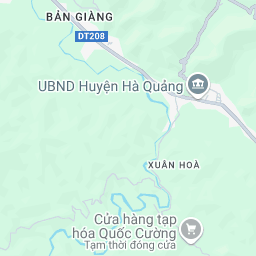 BẢN GIÀNG
DT208
UBND Huyện Hà Quảng
XUÂN HOÀ
Cửa hàng tạp
hóa Quốc Cường
Tạm thời đóng cửa